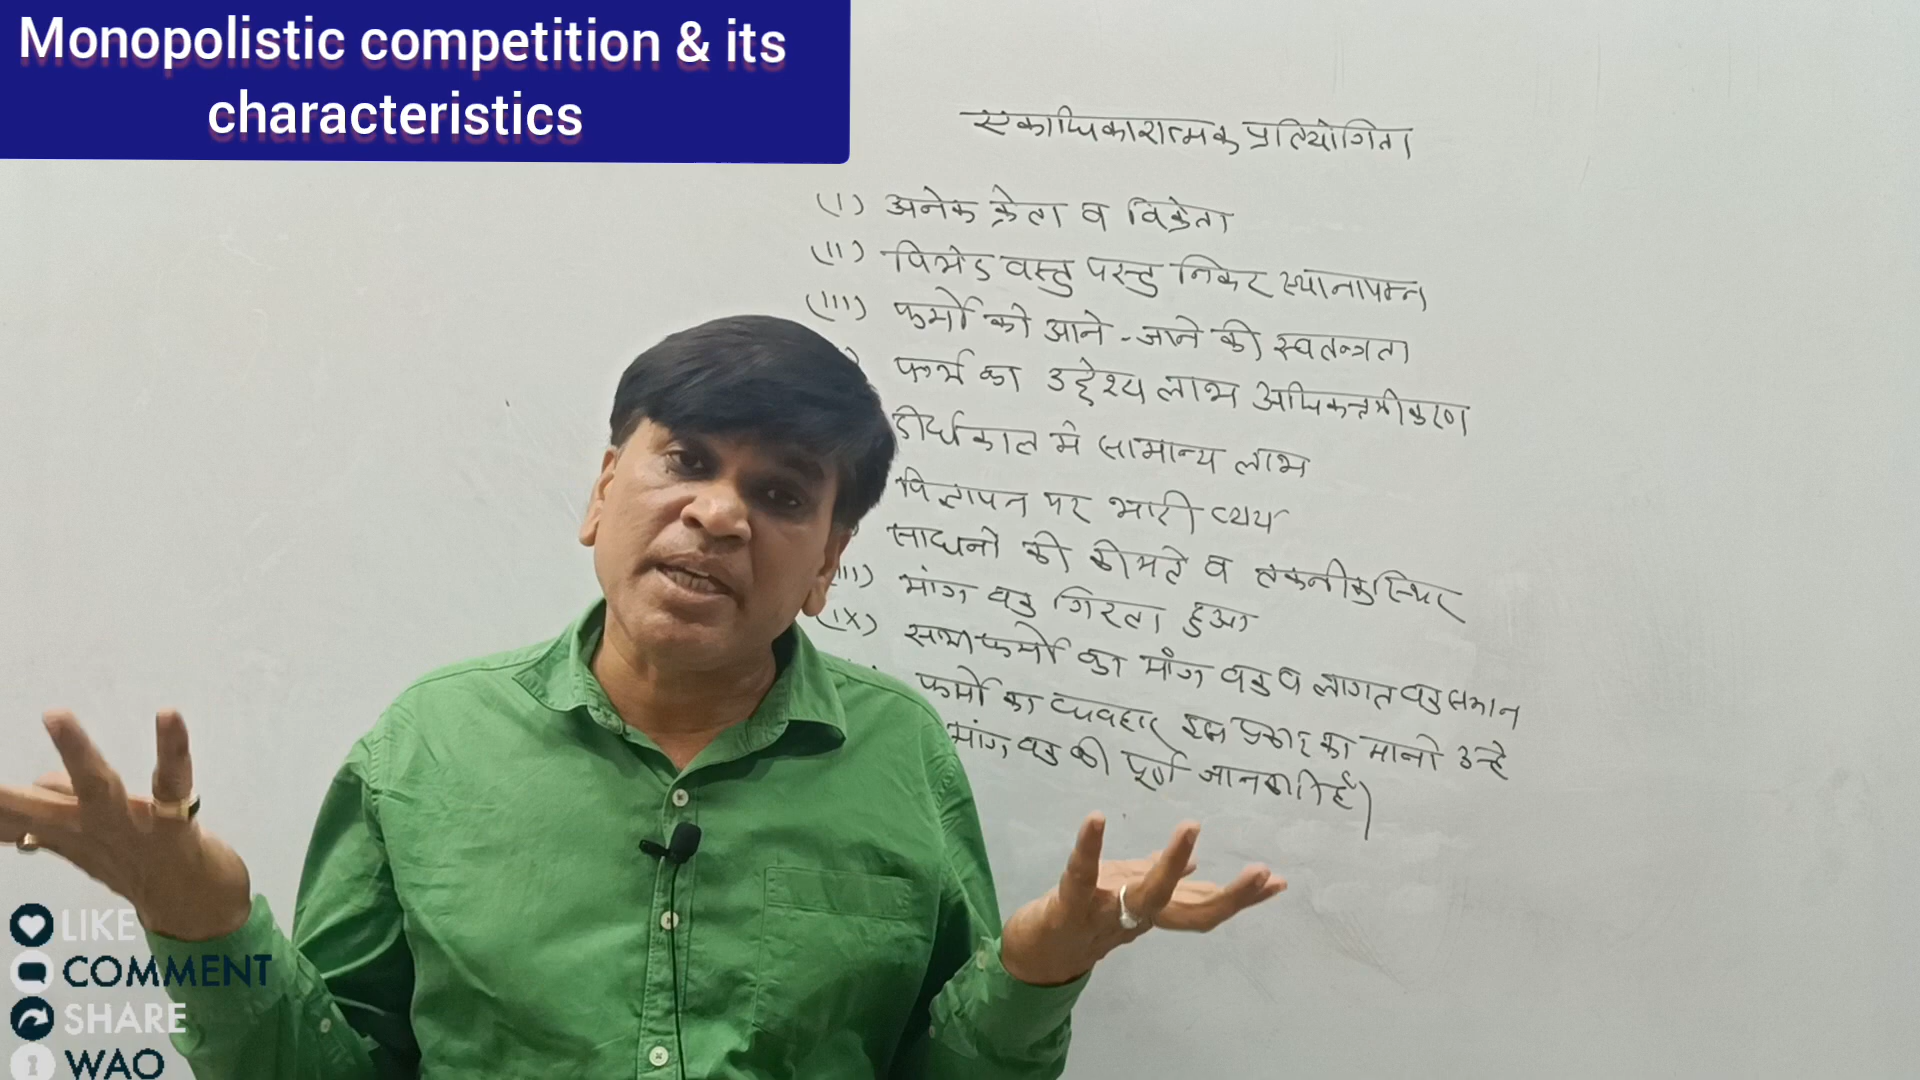 Monopolistic competition & its
characteristics
एकाधिकारात्मक प्रतियोगिता
(I) अनेक क्रेता व विक्रेता
(II) विभेड वस्तु परन्तु निकट स्थानापन्न
(III) फर्मो को आने-जाने की स्वतन्त्रता
फर्म का उद्देश्य लाभ अधिकतमीकरण
दीर्घकाल मे सामान्य लाभ
विज्ञापन पर भारी व्यय
साधनो की कीमते व तकनीक स्थिर
III) मांग वक्र गिरता हुआ
(IX) सभी फर्मो का मांग वक्र व लागत वक्र समान
फर्मो का व्यवहार इस प्रकार का मानो उन्हे
मांग वक्र की पूर्ण जानकारी है।
LIKE
COMMENT
SHARE
WAO